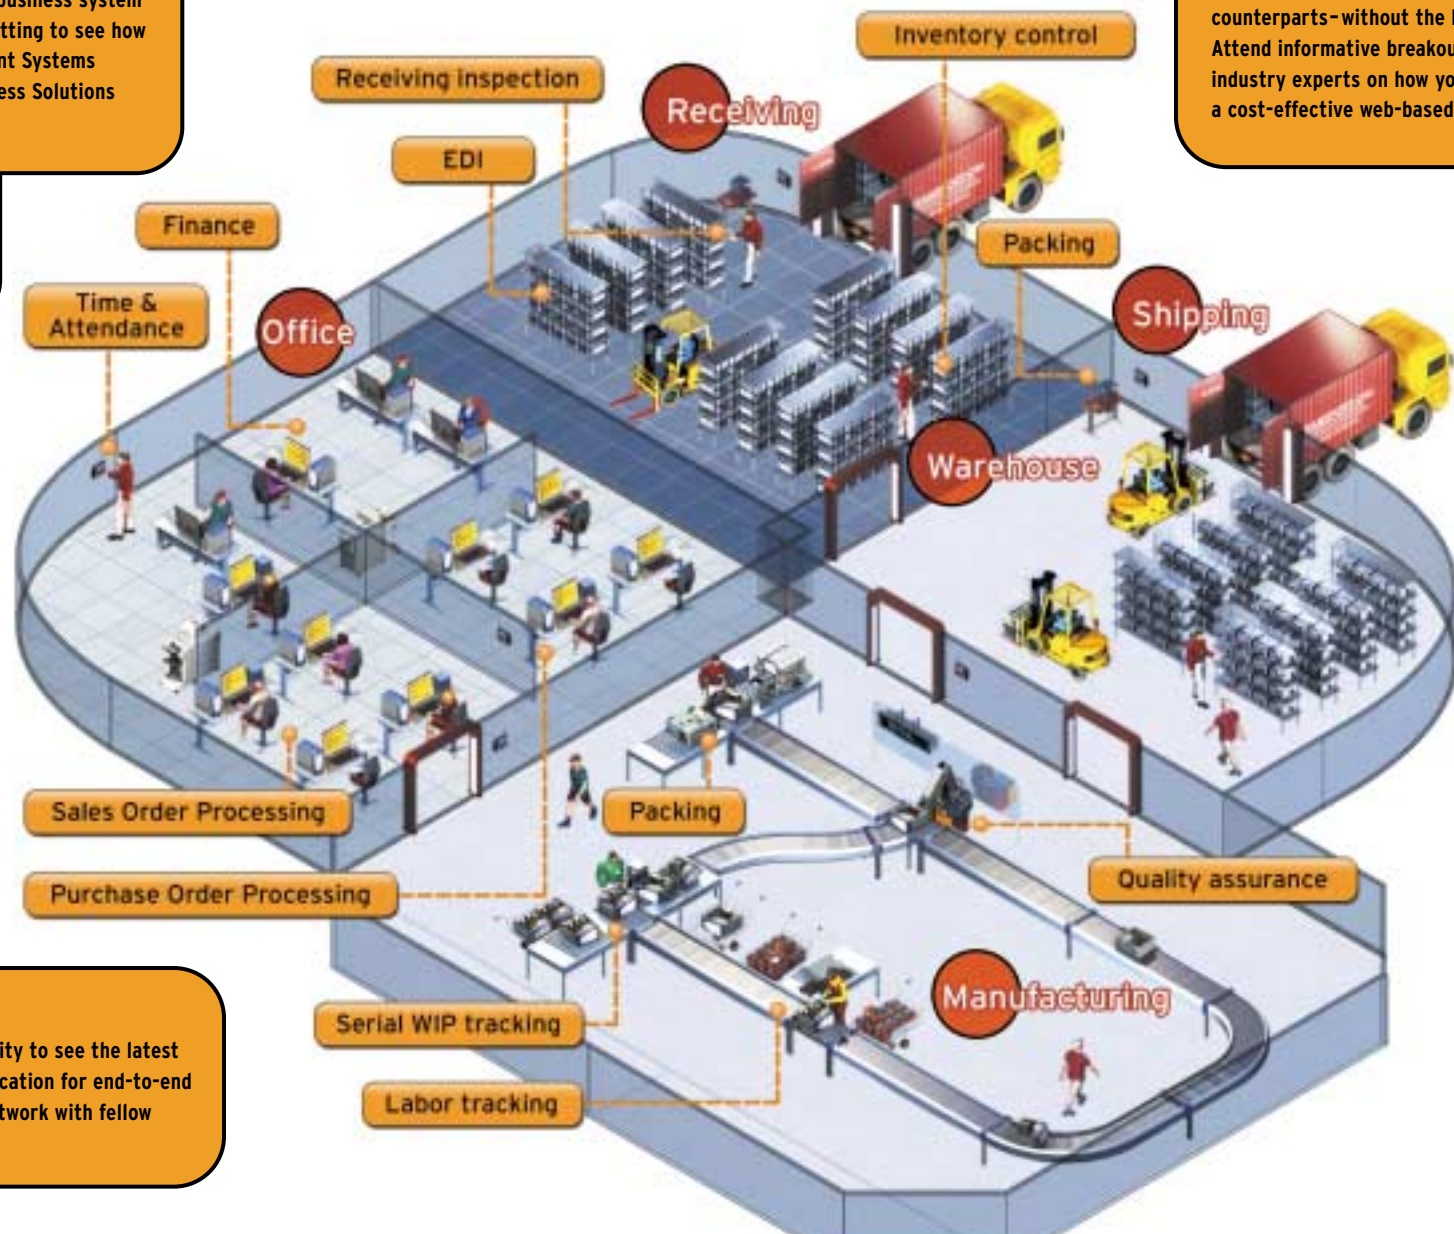 business system
tting to see how
nt Systems
ess Solutions
counterparts–without the
Attend informative breakou
industry experts on how yo
a cost-effective web-based
Inventory control
Receiving inspection
Receiving
EDI
Finance
Packing
Time &
Attendance
Office
Shipping
Warehouse
Sales Order Processing
Packing
Purchase Order Processing
Quality assurance
Manufacturing
Serial WIP tracking
Labor tracking
ity to see the latest
ication for end-to-end
twork with fellow